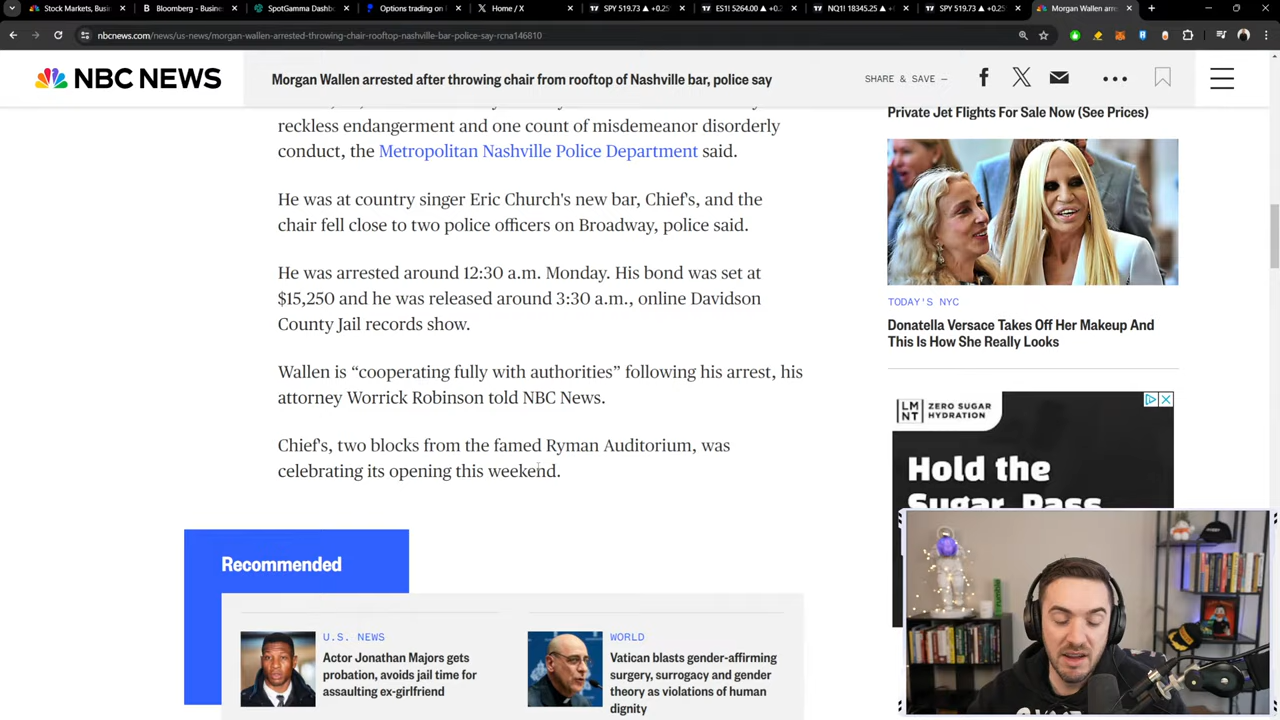 Stock Markets, Busin
Bloomberg - Busine
SpotGamma Dashb
Options trading on
Home / X
SPY 519.73 ▲ +0.25
ES1! 5264.00 ▲ +0.2
NQ1! 18345.25 ▲ +0
SPY 519.73 ▲ +0.25
Morgan Wallen arres
nbcnews.com/news/us-news/morgan-wallen-arrested-throwing-chair-rooftop-nashville-bar-police-say-rcna146810
NBC NEWS
Morgan Wallen arrested after throwing chair from rooftop of Nashville bar, police say
SHARE & SAVE —
reckless endangerment and one count of misdemeanor disorderly
conduct, the Metropolitan Nashville Police Department said.
He was at country singer Eric Church's new bar, Chief's, and the
chair fell close to two police officers on Broadway, police said.
He was arrested around 12:30 a.m. Monday. His bond was set at
$15,250 and he was released around 3:30 a.m., online Davidson
County Jail records show.
Wallen is “cooperating fully with authorities” following his arrest, his
attorney Worrick Robinson told NBC News.
Chief's, two blocks from the famed Ryman Auditorium, was
celebrating its opening this weekend.
Recommended
U.S. NEWS
Actor Jonathan Majors gets
probation, avoids jail time for
assaulting ex-girlfriend
WORLD
Vatican blasts gender-affirming
surgery, surrogacy and gender
theory as violations of human
dignity
Private Jet Flights For Sale Now (See Prices)
TODAY'S NYC
Donatella Versace Takes Off Her Makeup And
This Is How She Really Looks
LM
NT
ZERO SUGAR
HYDRATION
Hold the
Sugar, Pass
rumble